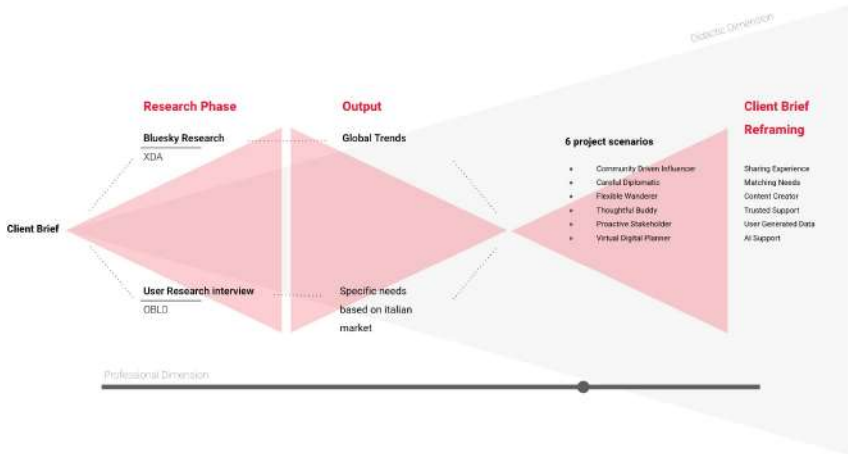 Didactic Dimension
Research Phase
Output
Client Brief
Reframing
Bluesky Research
XDA
Global Trends
6 project scenarios
Community Driven Influencer
Careful Diplomatic
Flexible Wanderer
Thoughtful Buddy
Proactive Stakeholder
Virtual Digital Planner
Sharing Experience
Matching Needs
Content Creator
Trusted Support
User Generated Data
AI Support
Client Brief
User Research interview
OBLO
Specific needs
based on italian
market
Professional Dimension